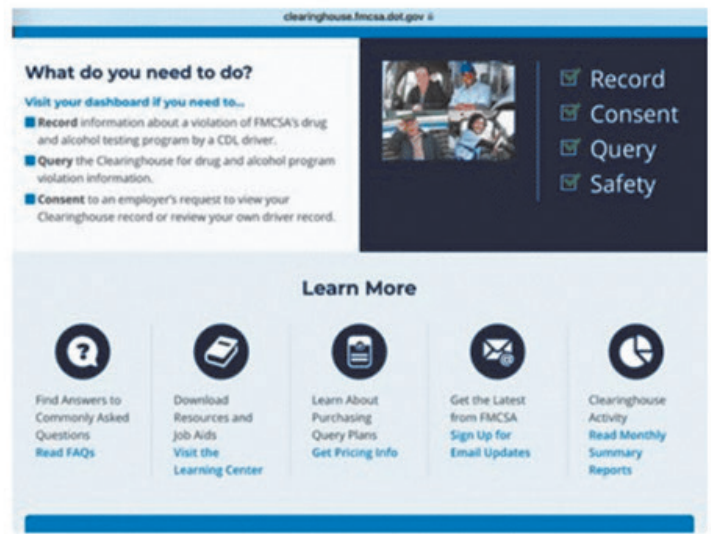 clearinghouse.fmcsa.dot.gov
What do you need to do?
Visit your dashboard if you need to...
Record information about a violation of FMCSA's drug
and alcohol testing program by a CDL driver.
Query the Clearinghouse for drug and alcohol program
violation information.
Consent to an employer's request to view your
Clearinghouse record or review your own driver record.
Record
Consent
Query
Safety
Learn More
Find Answers to
Commonly Asked
Questions
Read FAQs
Download
Resources and
Job Aids
Visit the
Learning Center
Learn About
Purchasing
Query Plans
Get Pricing Info
Get the Latest
from FMCSA
Sign Up for
Email Updates
Clearinghouse
Activity
Read Monthly
Summary
Reports